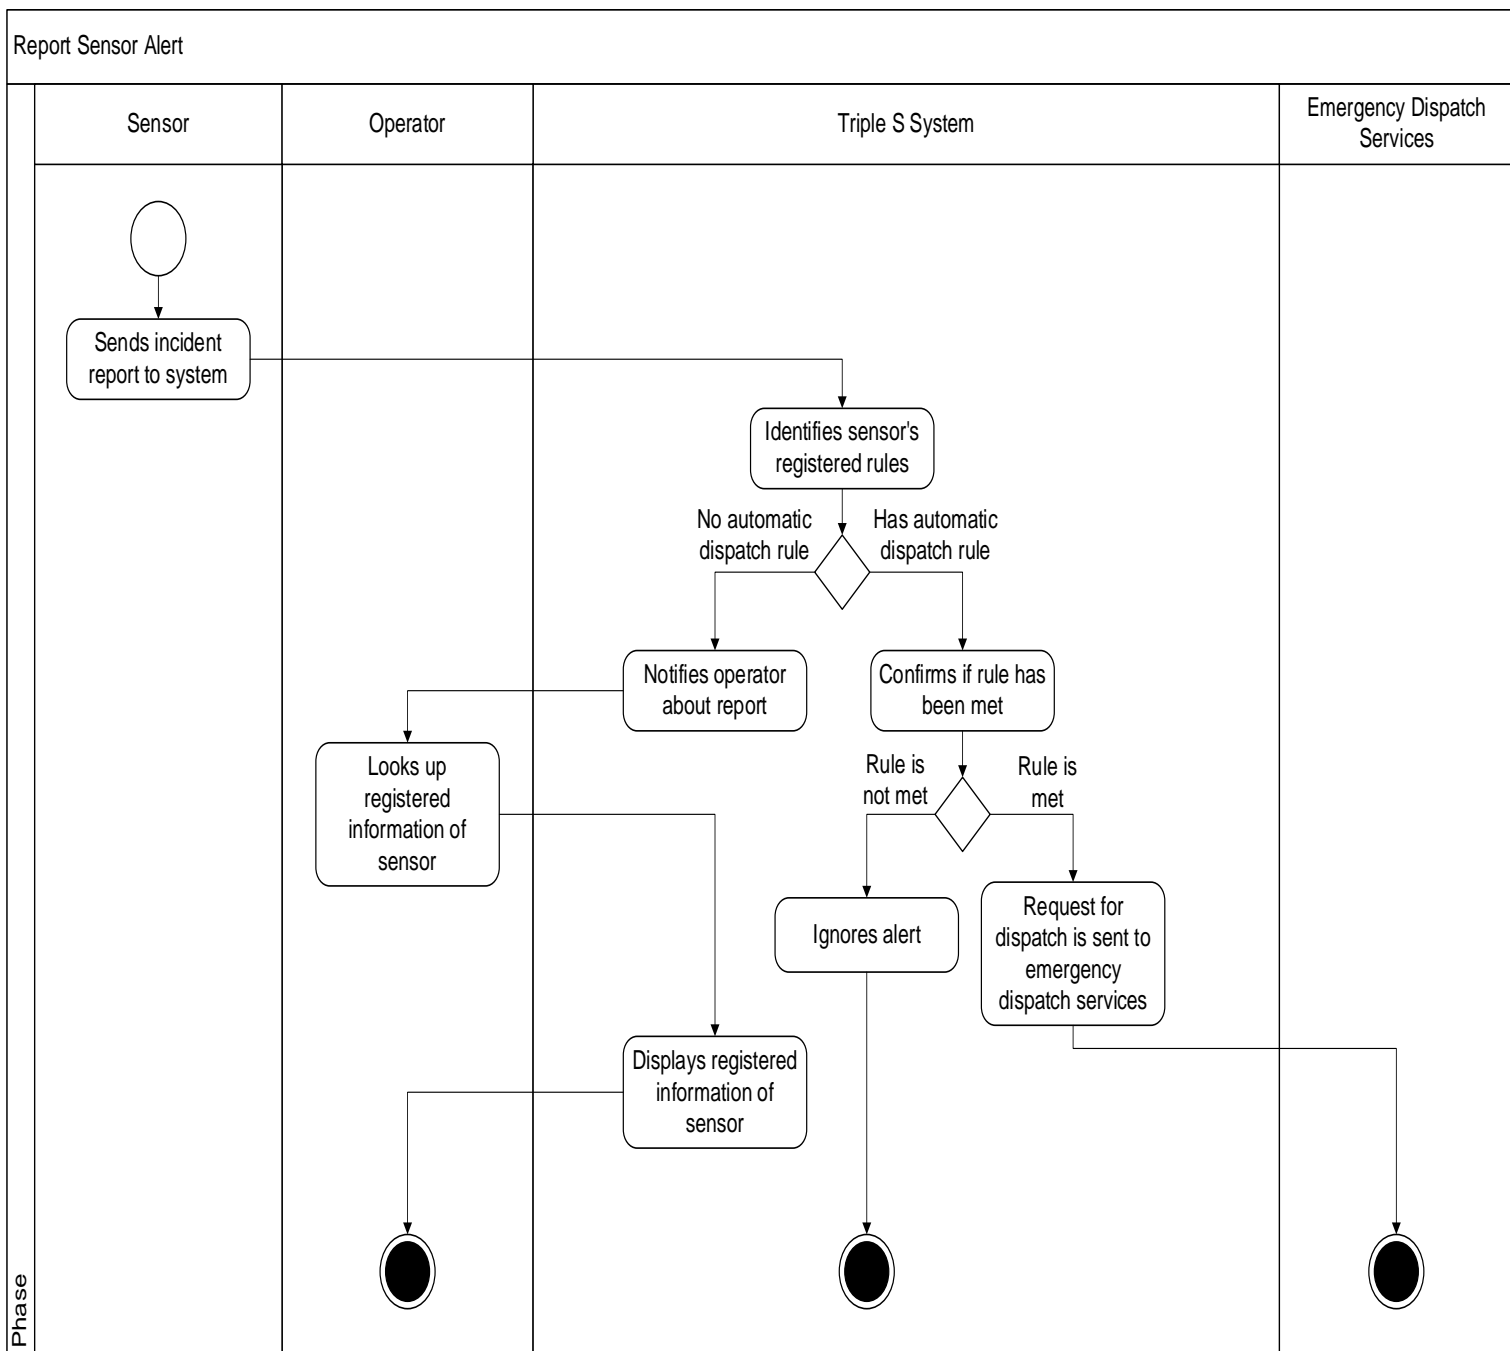 Report Sensor Alert
Sensor
Operator
Triple S System
Emergency Dispatch
Services
Sends incident
report to system
Identifies sensor's
registered rules
No automatic
dispatch rule
Has automatic
dispatch rule
Notifies operator
about report
Confirms if rule has
been met
Looks up
registered
information of
sensor
Rule is
not met
Rule is
met
Ignores alert
Request for
dispatch is sent to
emergency
dispatch services
Displays registered
information of
sensor
Phase